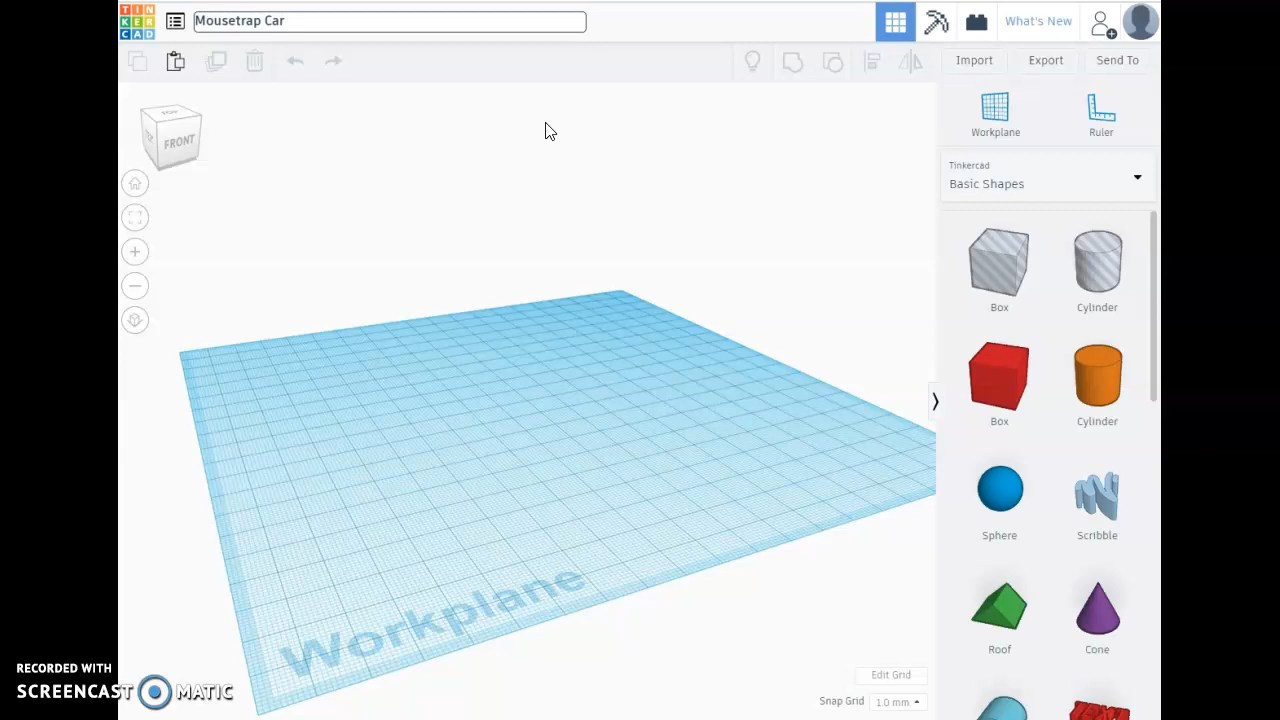 TIN
KER
CAD
Mousetrap Car
What's New
Import
Export
Send To
TOP
FRONT
Workplane
Ruler
Tinkercad
Basic Shapes
Box
Cylinder
Box
Cylinder
Sphere
Scribble
Roof
Cone
Workplane
Edit Grid
Snap Grid
1.0 mm
RECORDED WITH
SCREENCAST MATIC